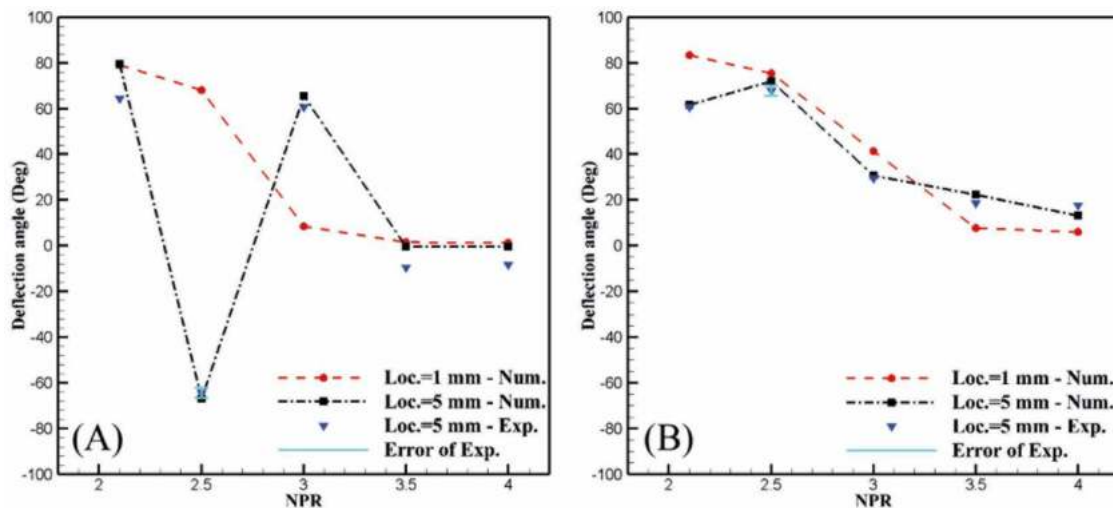 100
80
60
40
20
0
-20
-40
-60
-80
-100
Deflection angle (Deg)
Loc.=1 mm - Num.
Loc.=5 mm - Num.
Loc.=5 mm - Exp.
Error of Exp.
(A)
2 2.5 3 3.5 4
NPR
100
80
60
40
20
0
-20
-40
-60
-80
-100
Deflection angle (Deg)
Loc.=1 mm - Num.
Loc.=5 mm - Num.
Loc.=5 mm - Exp.
Error of Exp.
(B)
2 2.5 3 3.5 4
NPR